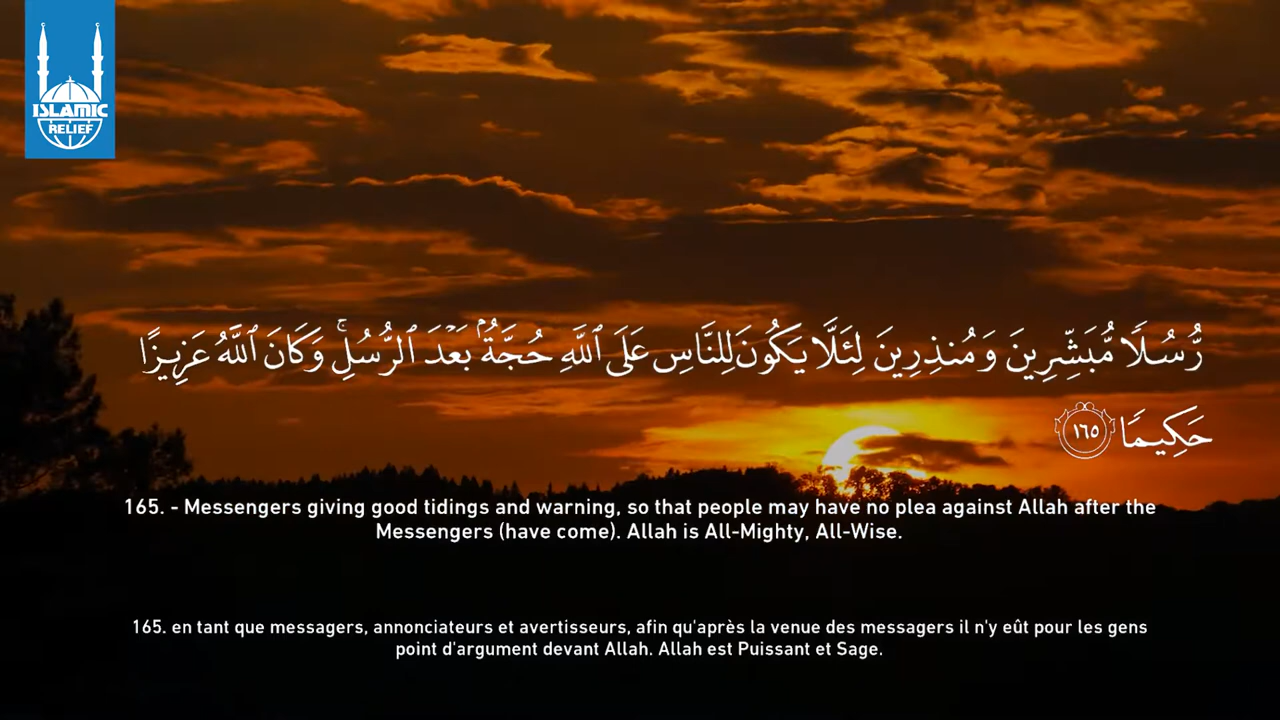 ISLAMIC
RELIEF
رُّسُلًا مُّبَشِّرِينَ وَمُنذِرِينَ لِئَلَّا يَكُونَ لِلنَّاسِ عَلَى ٱللَّهِ حُجَّةٌۢ بَعْدَ ٱلرُّسُلِ ۚ وَكَانَ ٱللَّهُ عَزِيزًا
حَكِيمًا ١٦٥
165. - Messengers giving good tidings and warning, so that people may have no plea against Allah after the
Messengers (have come). Allah is All-Mighty, All-Wise.
165. en tant que messagers, annonciateurs et avertisseurs, afin qu'après la venue des messagers il n'y eût pour les gens
point d'argument devant Allah. Allah est Puissant et Sage.